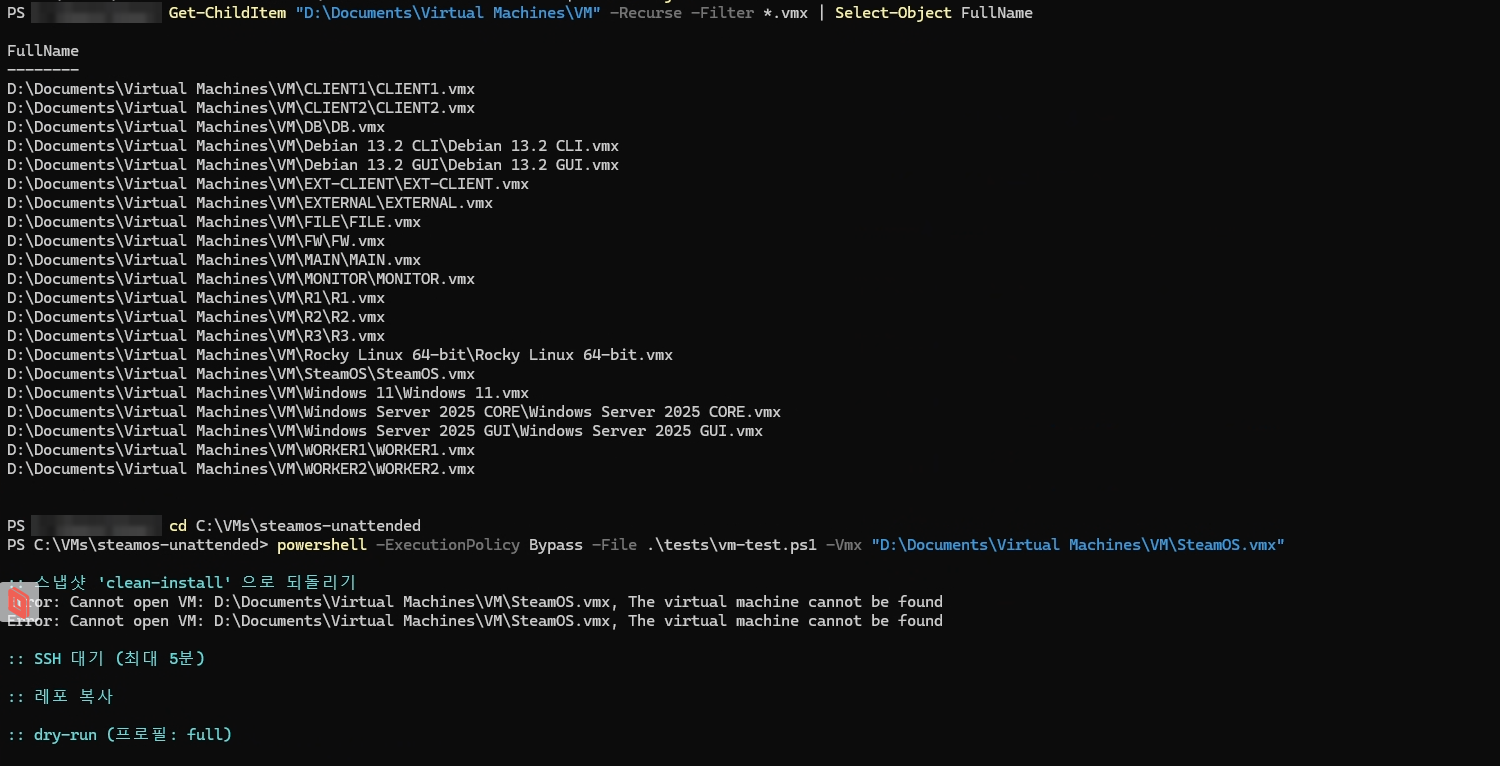 PS Get-ChildItem "D:\Documents\Virtual Machines\VM" -Recurse -Filter *.vmx | Select-Object FullName
FullName
--------
D:\Documents\Virtual Machines\VM\CLIENT1\CLIENT1.vmx
D:\Documents\Virtual Machines\VM\CLIENT2\CLIENT2.vmx
D:\Documents\Virtual Machines\VM\DB\DB.vmx
D:\Documents\Virtual Machines\VM\Debian 13.2 CLI\Debian 13.2 CLI.vmx
D:\Documents\Virtual Machines\VM\Debian 13.2 GUI\Debian 13.2 GUI.vmx
D:\Documents\Virtual Machines\VM\EXT-CLIENT\EXT-CLIENT.vmx
D:\Documents\Virtual Machines\VM\EXTERNAL\EXTERNAL.vmx
D:\Documents\Virtual Machines\VM\FILE\FILE.vmx
D:\Documents\Virtual Machines\VM\FW\FW.vmx
D:\Documents\Virtual Machines\VM\MAIN\MAIN.vmx
D:\Documents\Virtual Machines\VM\MONITOR\MONITOR.vmx
D:\Documents\Virtual Machines\VM\R1\R1.vmx
D:\Documents\Virtual Machines\VM\R2\R2.vmx
D:\Documents\Virtual Machines\VM\R3\R3.vmx
D:\Documents\Virtual Machines\VM\Rocky Linux 64-bit\Rocky Linux 64-bit.vmx
D:\Documents\Virtual Machines\VM\SteamOS\SteamOS.vmx
D:\Documents\Virtual Machines\VM\Windows 11\Windows 11.vmx
D:\Documents\Virtual Machines\VM\Windows Server 2025 CORE\Windows Server 2025 CORE.vmx
D:\Documents\Virtual Machines\VM\Windows Server 2025 GUI\Windows Server 2025 GUI.vmx
D:\Documents\Virtual Machines\VM\WORKER1\WORKER1.vmx
D:\Documents\Virtual Machines\VM\WORKER2\WORKER2.vmx
PS cd C:\VMs\steamos-unattended
PS C:\VMs\steamos-unattended> powershell -ExecutionPolicy Bypass -File .\tests\vm-test.ps1 -Vmx "D:\Documents\Virtual Machines\VM\SteamOS.vmx"
:: 스냅샷 'clean-install' 으로 되돌리기
Error: Cannot open VM: D:\Documents\Virtual Machines\VM\SteamOS.vmx, The virtual machine cannot be found
Error: Cannot open VM: D:\Documents\Virtual Machines\VM\SteamOS.vmx, The virtual machine cannot be found
:: SSH 대기 (최대 5분)
:: 레포 복사
:: dry-run (프로필: full)